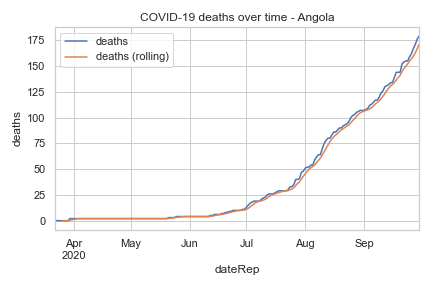 COVID-19 deaths over time - Angola
deaths
deaths (rolling)
175
150
125
100
75
50
25
0
deaths
Apr
2020
May
Jun
Jul
Aug
Sep
dateRep